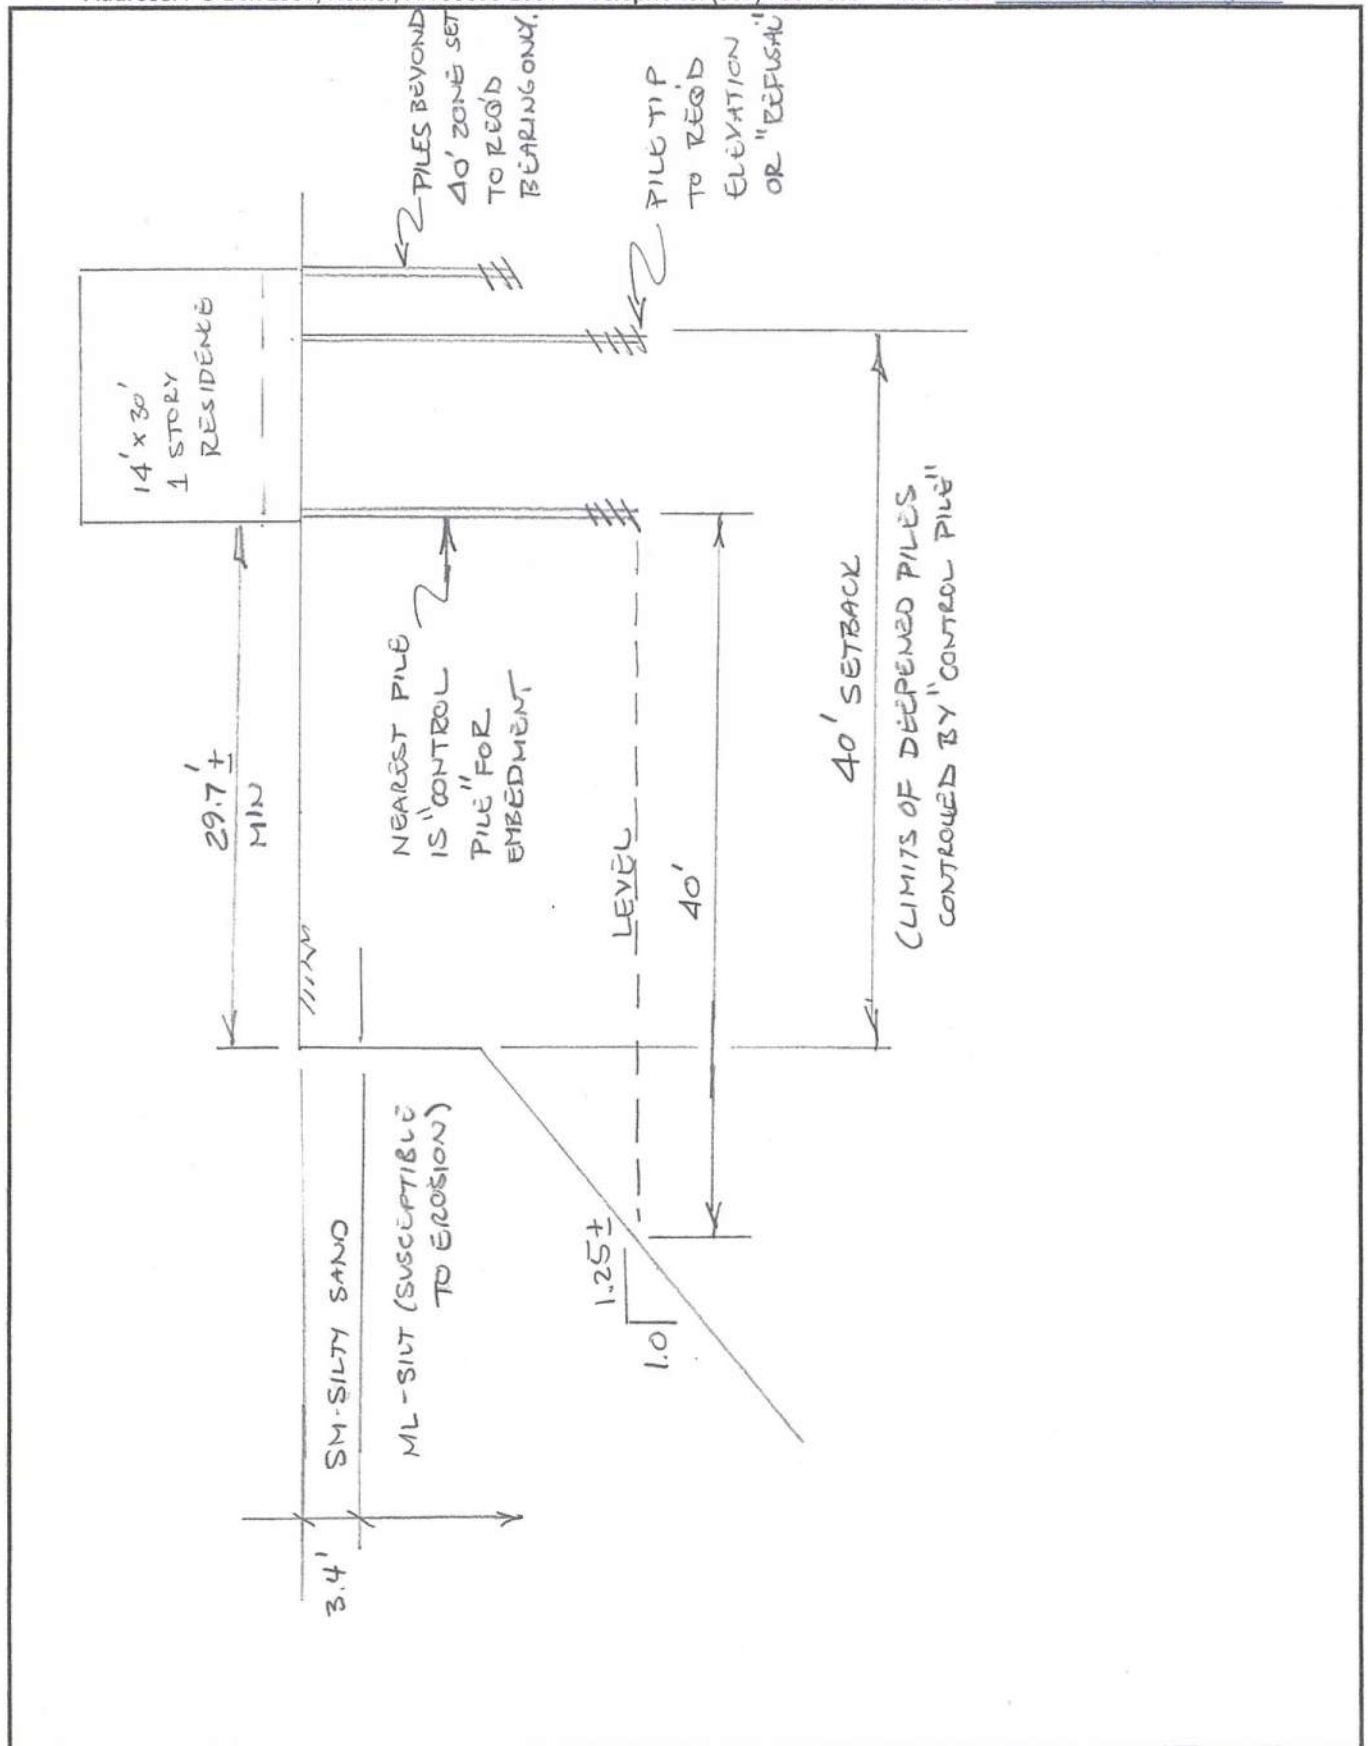 14' x 30'
1 STORY
RESIDENCE
29.7' ±
MIN
3.4'
SM-SILTY SAND
ML-SILT (SUSCEPTIBLE
TO EROSION)
NEAREST PILE
IS "CONTROL
PILE" FOR
EMBEDMENT
PILES BEYOND
40' ZONE SET
TO REQ'D
BEARING ONLY.
PILE TIP
TO REQ'D
ELEVATION
OR "REFUSAL"
1.25±
1.0
LEVEL
40'
40' SETBACK
(LIMITS OF DEEPENED PILES
CONTROLLED BY "CONTROL PILE"